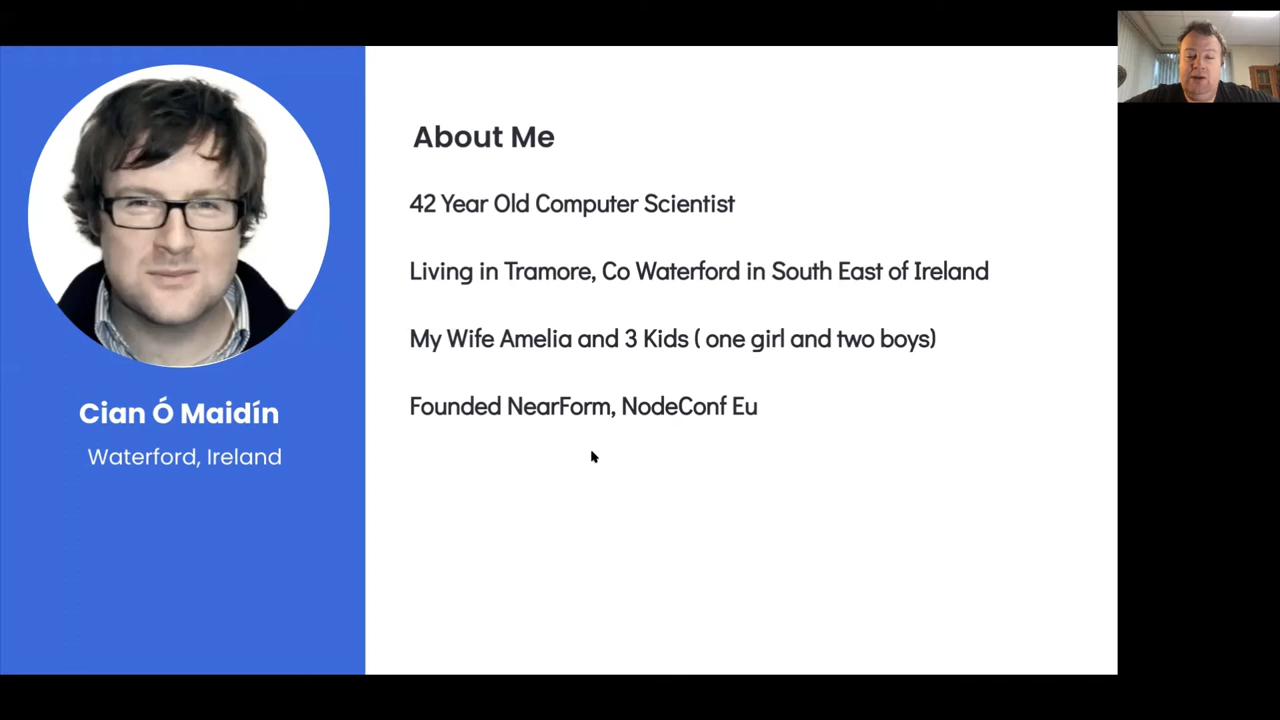 Cian Ó Maidín
Waterford, Ireland
About Me
42 Year Old Computer Scientist
Living in Tramore, Co Waterford in South East of Ireland
My Wife Amelia and 3 Kids ( one girl and two boys)
Founded NearForm, NodeConf Eu